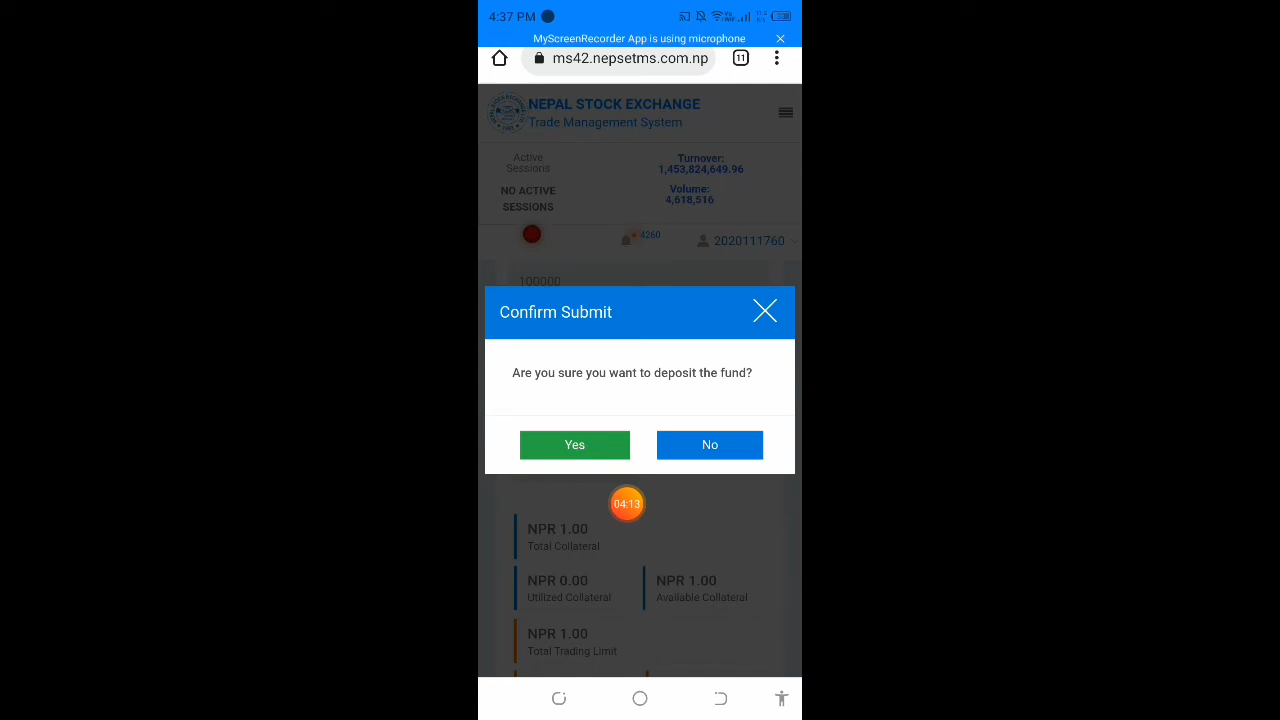 4:37 PM
MyScreenRecorder App is using microphone
ms42.nepsetms.com.np
11
NEPAL STOCK EXCHANGE
Trade Management System
Active
Sessions
NO ACTIVE
SESSIONS
Turnover:
1,453,824,649.96
Volume:
4,618,516
4260
2020111760
100000
Confirm Submit
Are you sure you want to deposit the fund?
Yes
No
04:13
NPR 1.00
Total Collateral
NPR 0.00
Utilized Collateral
NPR 1.00
Available Collateral
NPR 1.00
Total Trading Limit